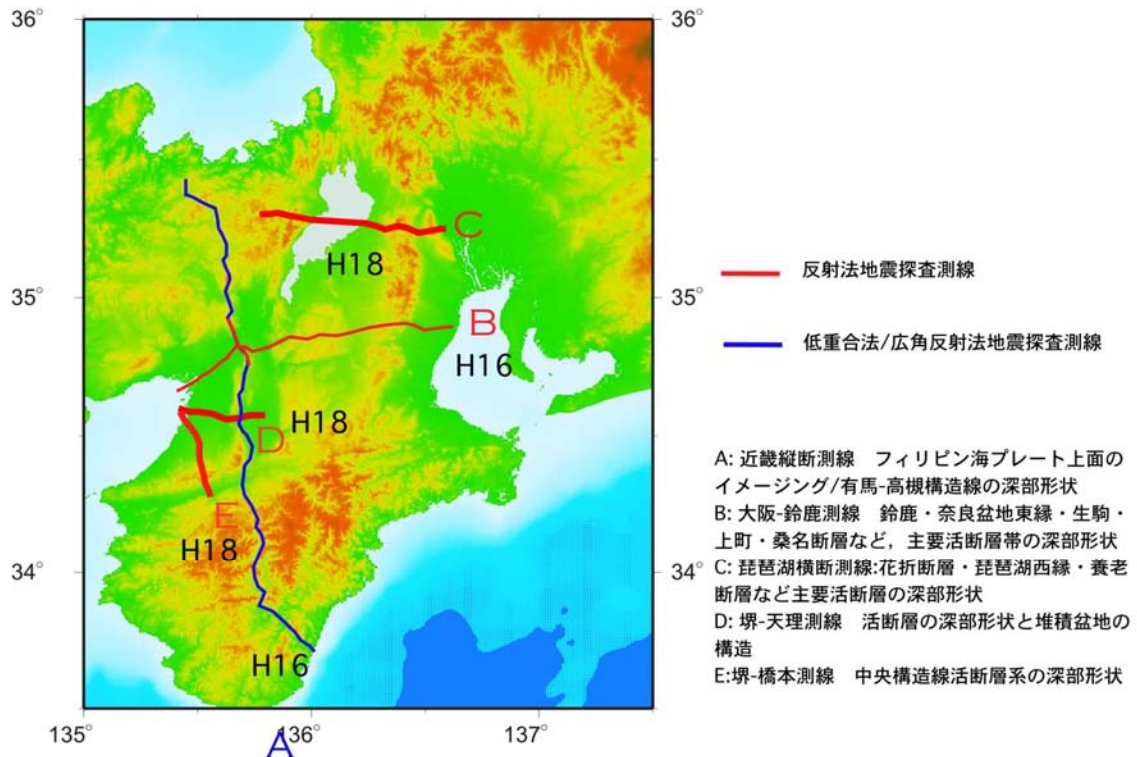 36°
36°
C
H18
35°
35°
反射法地震探査測線
B
H16
低重合法/広角反射法地震探査測線
H18
D
E
H18
34°
34°
H16
135°
136°
137°
A
A: 近畿縦断測線　フィリピン海プレート上面の
イメージング/有馬-高槻構造線の深部形状
B: 大阪-鈴鹿測線　鈴鹿・奈良盆地東縁・生駒・
上町・桑名断層など，主要活断層帯の深部形状
C: 琵琶湖横断測線:花折断層・琵琶湖西縁・養老
断層など主要活断層の深部形状
D: 堺-天理測線　活断層の深部形状と堆積盆地の
構造
E:堺-橋本測線　中央構造線活断層系の深部形状